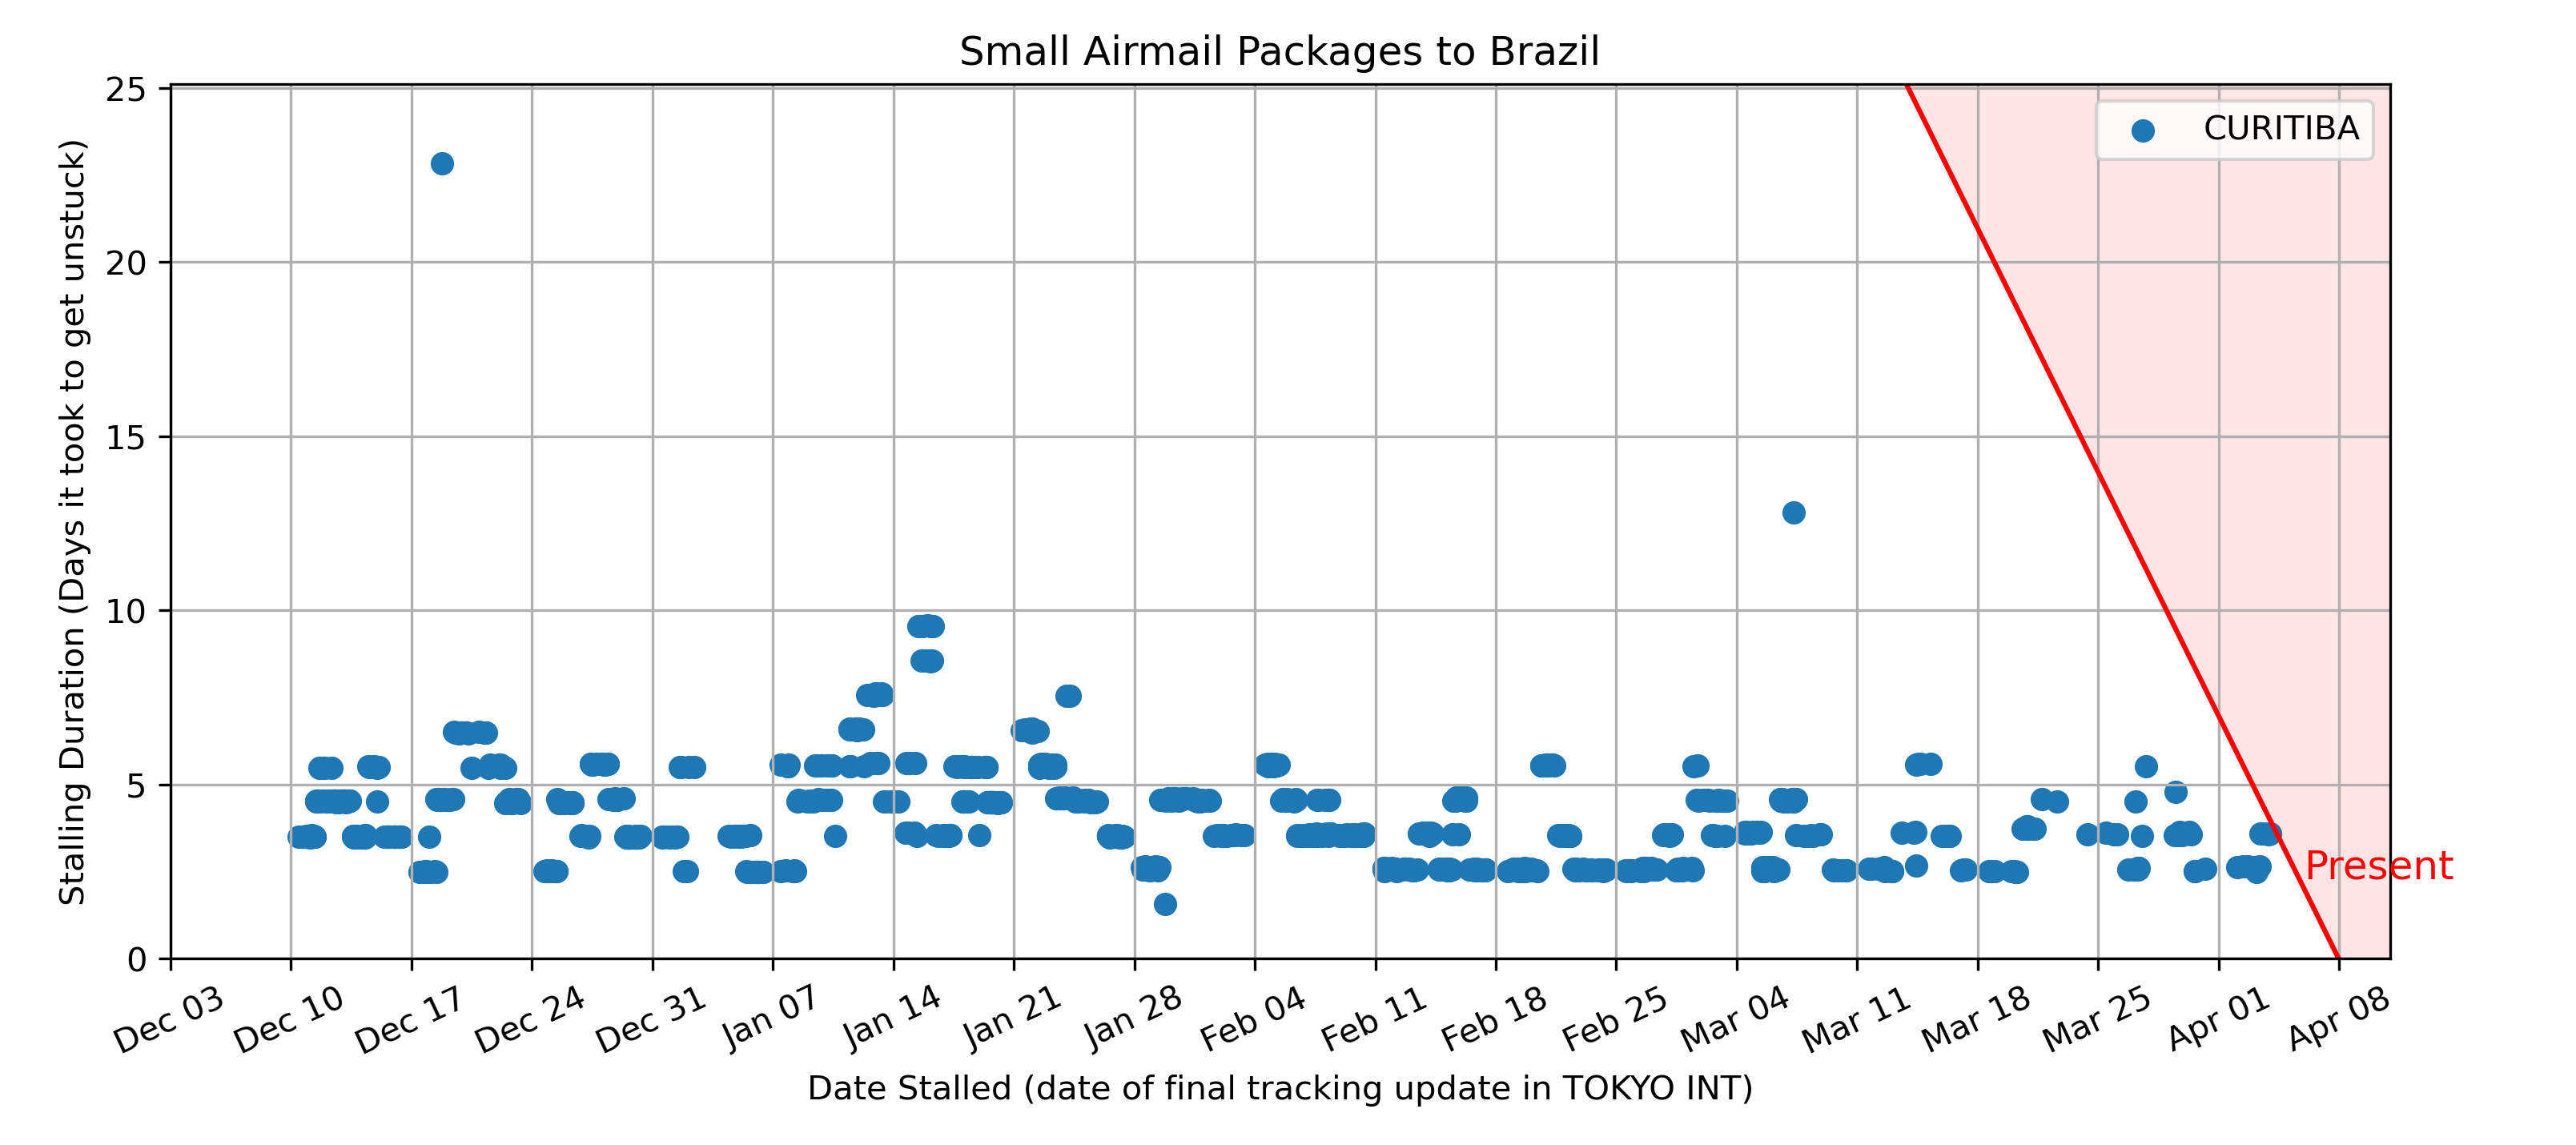 Small Airmail Packages to Brazil
Stalling Duration (Days it took to get unstuck)
25
20
15
10
5
0
CURITIBA
Present
Dec 03
Dec 10
Dec 17
Dec 24
Dec 31
Jan 07
Jan 14
Jan 21
Jan 28
Feb 04
Feb 11
Feb 18
Feb 25
Mar 04
Mar 11
Mar 18
Mar 25
Apr 01
Apr 08
Date Stalled (date of final tracking update in TOKYO INT)